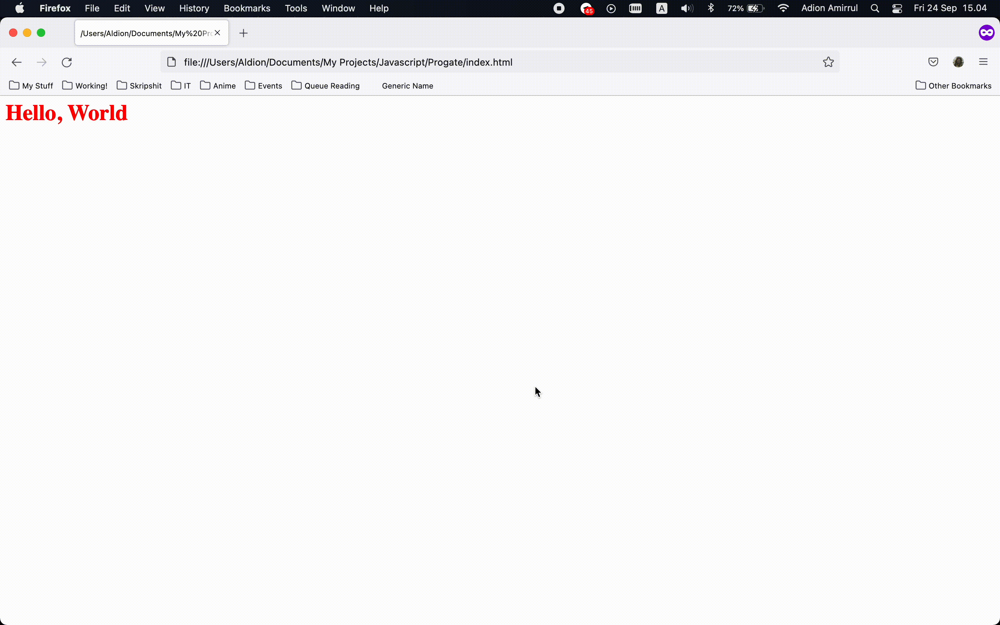 Firefox File Edit View History Bookmarks Tools Window Help 45 A 72% Adion Amirrul Fri 24 Sep 15.04
/Users/Aldion/Documents/My%20Pro
file:///Users/Aldion/Documents/My Projects/Javascript/Progate/index.html
My Stuff Working! Skripshit IT Anime Events Queue Reading Generic Name Other Bookmarks
Hello, World